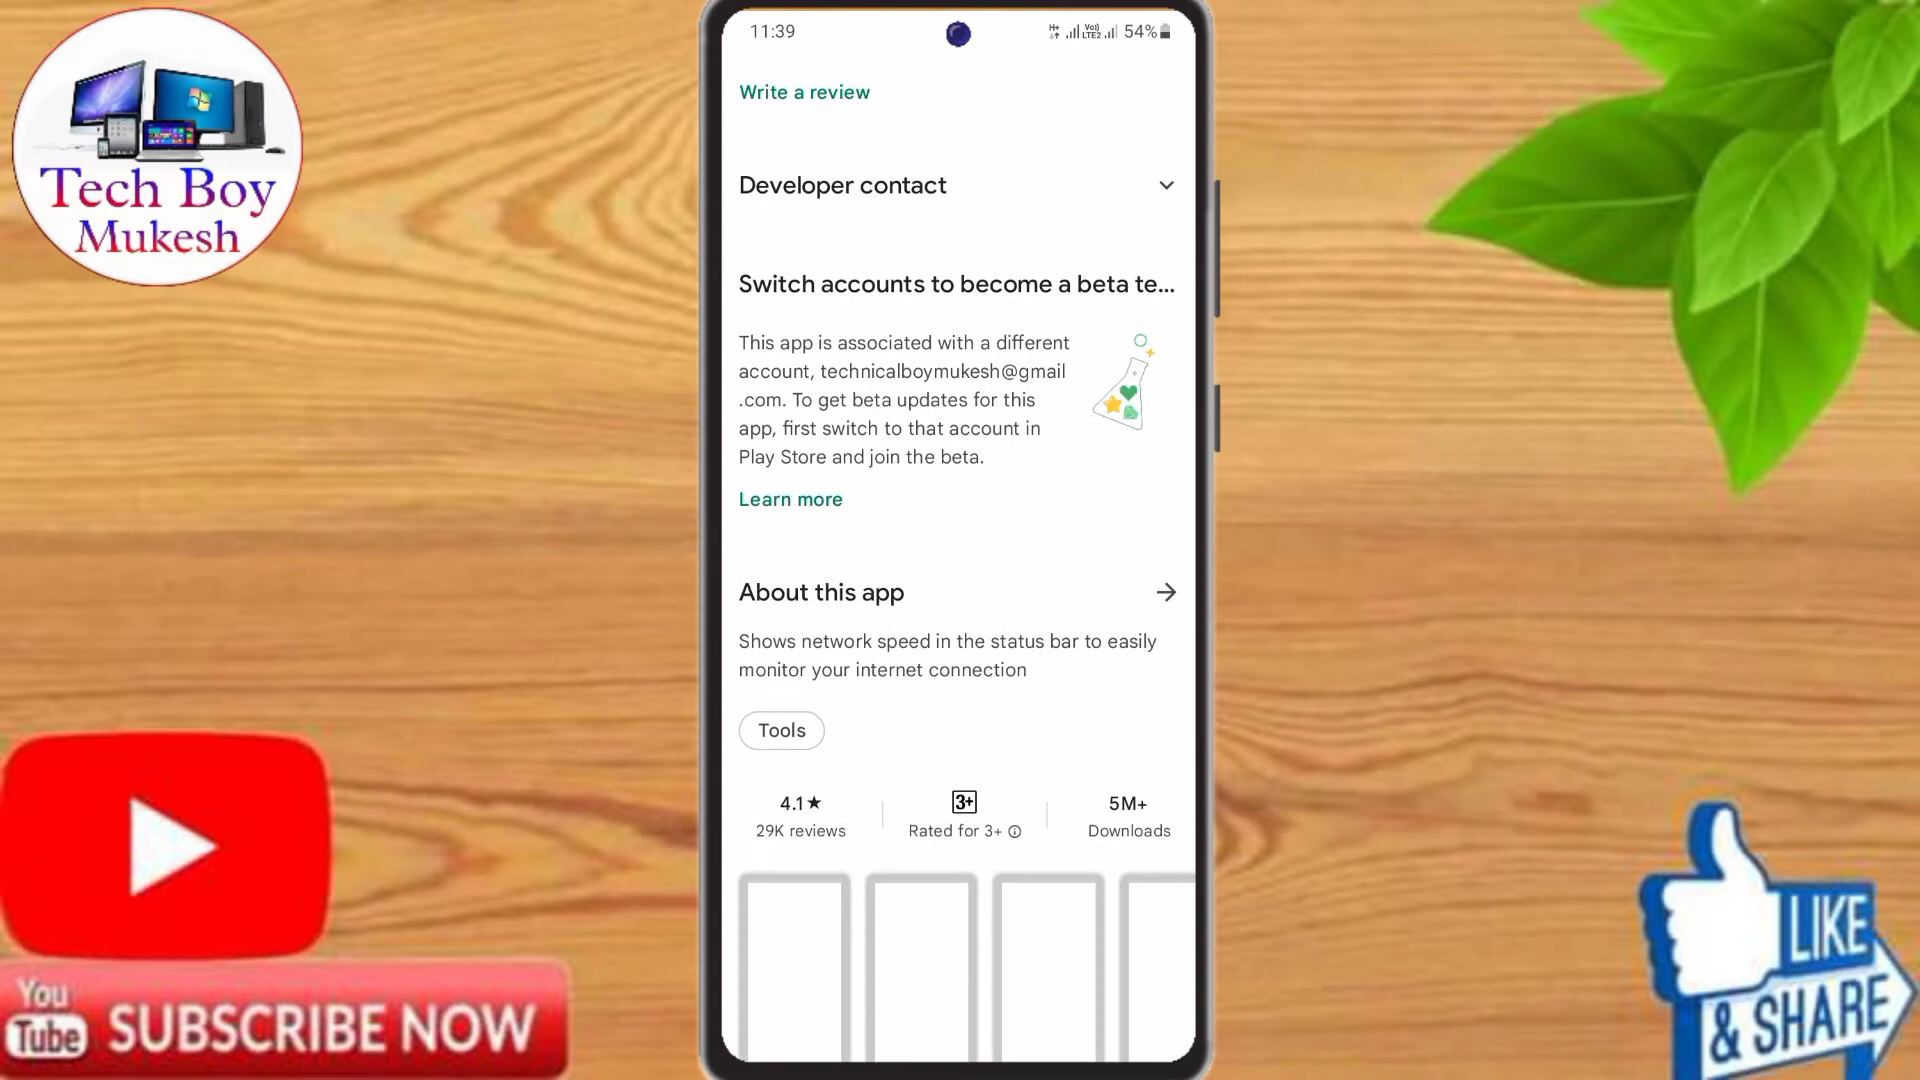 Tech Boy
Mukesh
11:39
54%
Write a review
Developer contact
Switch accounts to become a beta te...
This app is associated with a different
account, technicalboymukesh@gmail
.com. To get beta updates for this
app, first switch to that account in
Play Store and join the beta.
Learn more
About this app
Shows network speed in the status bar to easily
monitor your internet connection
Tools
4.1★
29K reviews
3+
Rated for 3+
5M+
Downloads
You
Tube
SUBSCRIBE NOW
LIKE
& SHARE